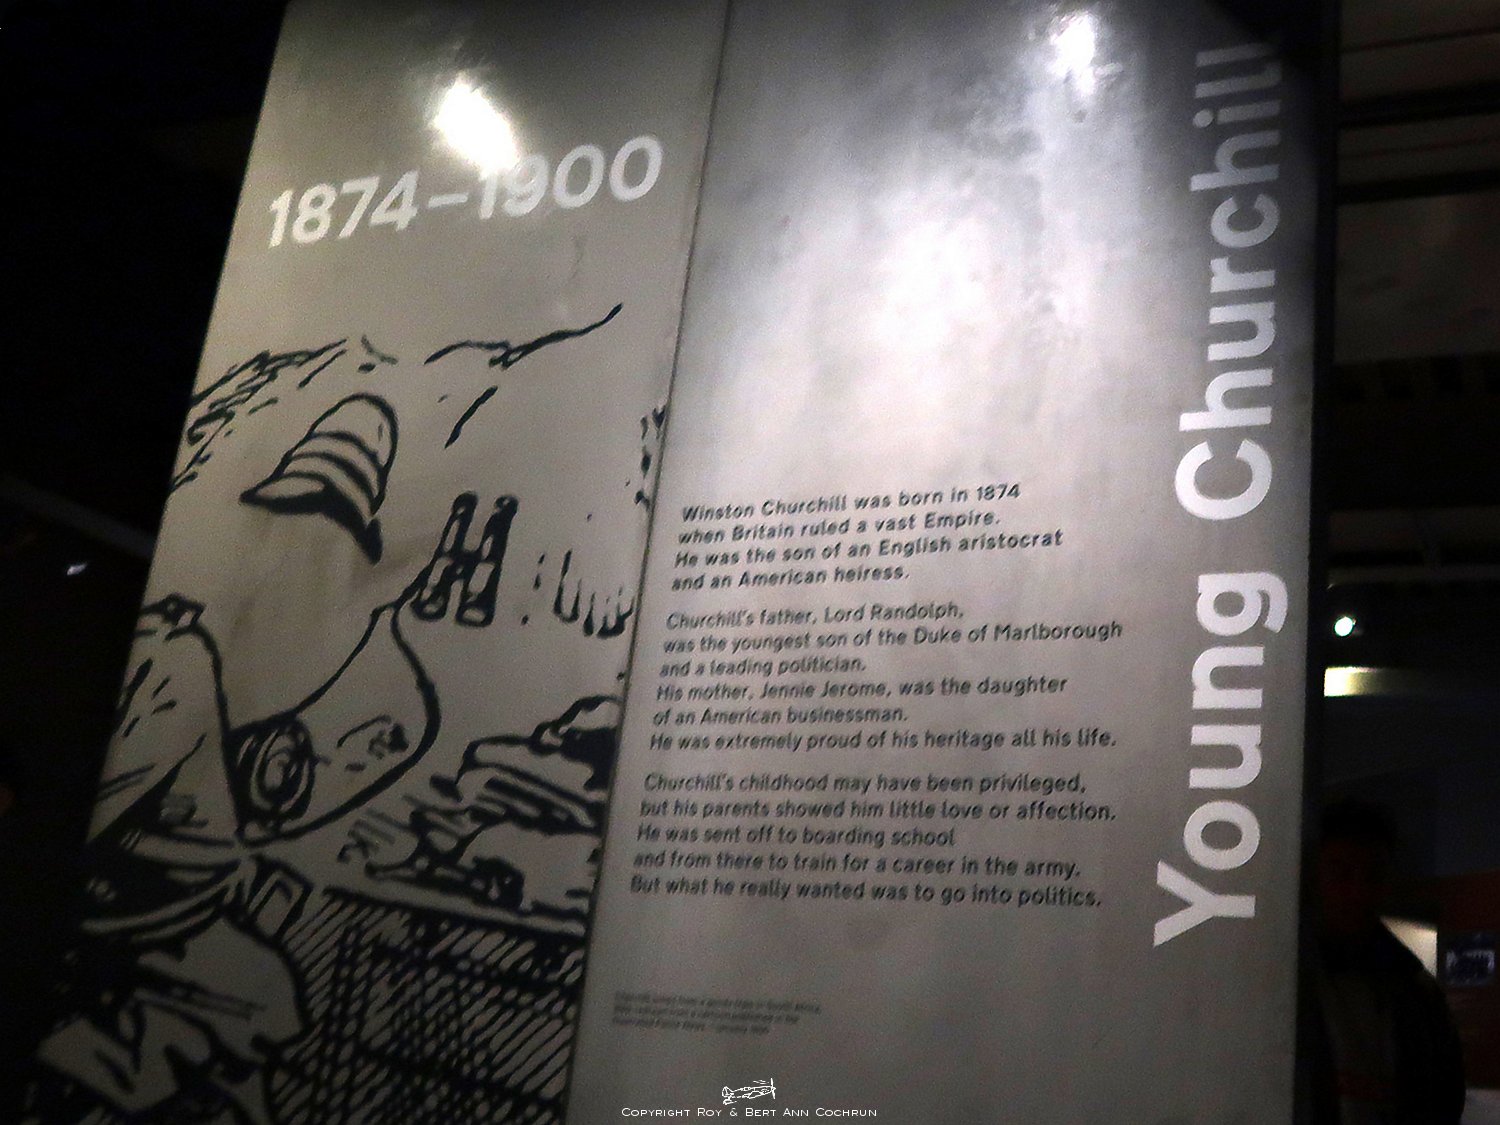 1874–1900
Young Churchill
Winston Churchill was born in 1874
when Britain ruled a vast Empire.
He was the son of an English aristocrat
and an American heiress.
Churchill's father, Lord Randolph,
was the youngest son of the Duke of Marlborough
and a leading politician.
His mother, Jennie Jerome, was the daughter
of an American businessman.
He was extremely proud of his heritage all his life.
Churchill's childhood may have been privileged,
but his parents showed him little love or affection.
He was sent off to boarding school
and from there to train for a career in the army.
But what he really wanted was to go into politics.
Copyright Roy & Bert Ann Cochrun